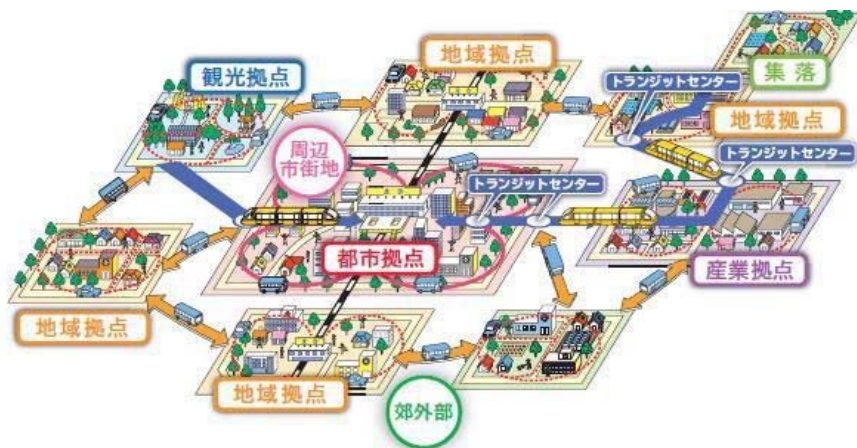 地域拠点
集落
観光拠点
トランジットセンター
地域拠点
周辺
市街地
トランジットセンター
トランジットセンター
都市拠点
産業拠点
地域拠点
地域拠点
郊外部